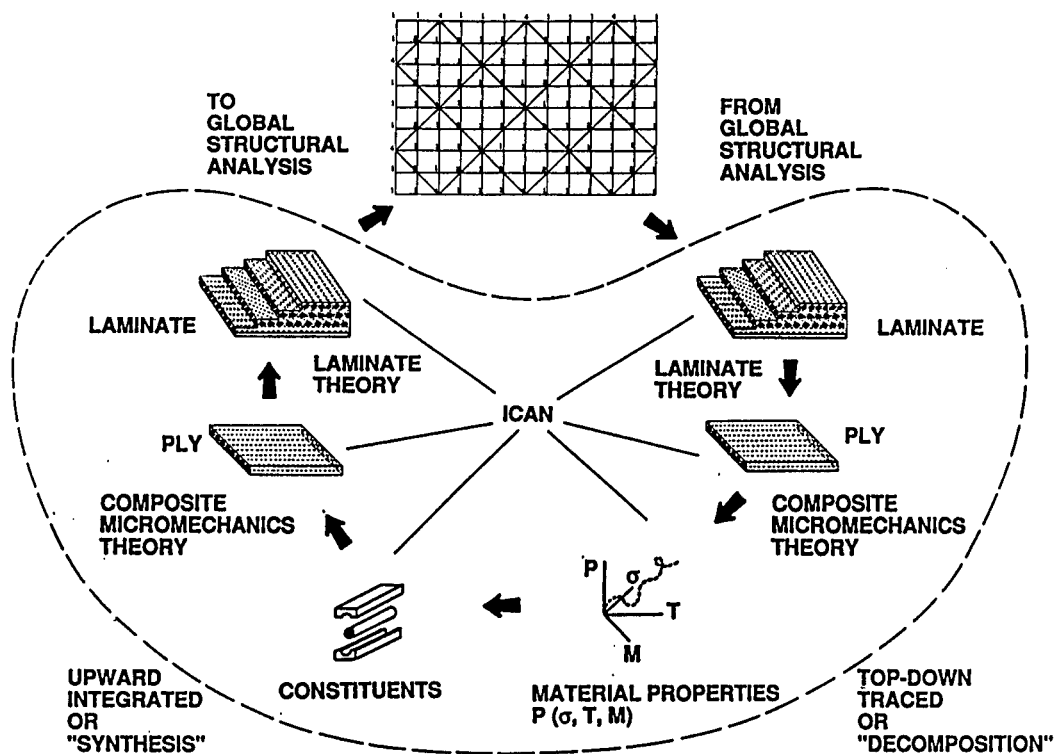 TO
GLOBAL
STRUCTURAL
ANALYSIS
FROM
GLOBAL
STRUCTURAL
ANALYSIS
LAMINATE
LAMINATE
THEORY
LAMINATE
LAMINATE
THEORY
ICAN
PLY
PLY
COMPOSITE
MICROMECHANICS
THEORY
COMPOSITE
MICROMECHANICS
THEORY
P
σ
T
M
CONSTITUENTS
MATERIAL PROPERTIES
P (σ, T, M)
UPWARD
INTEGRATED
OR
"SYNTHESIS"
TOP-DOWN
TRACED
OR
"DECOMPOSITION"